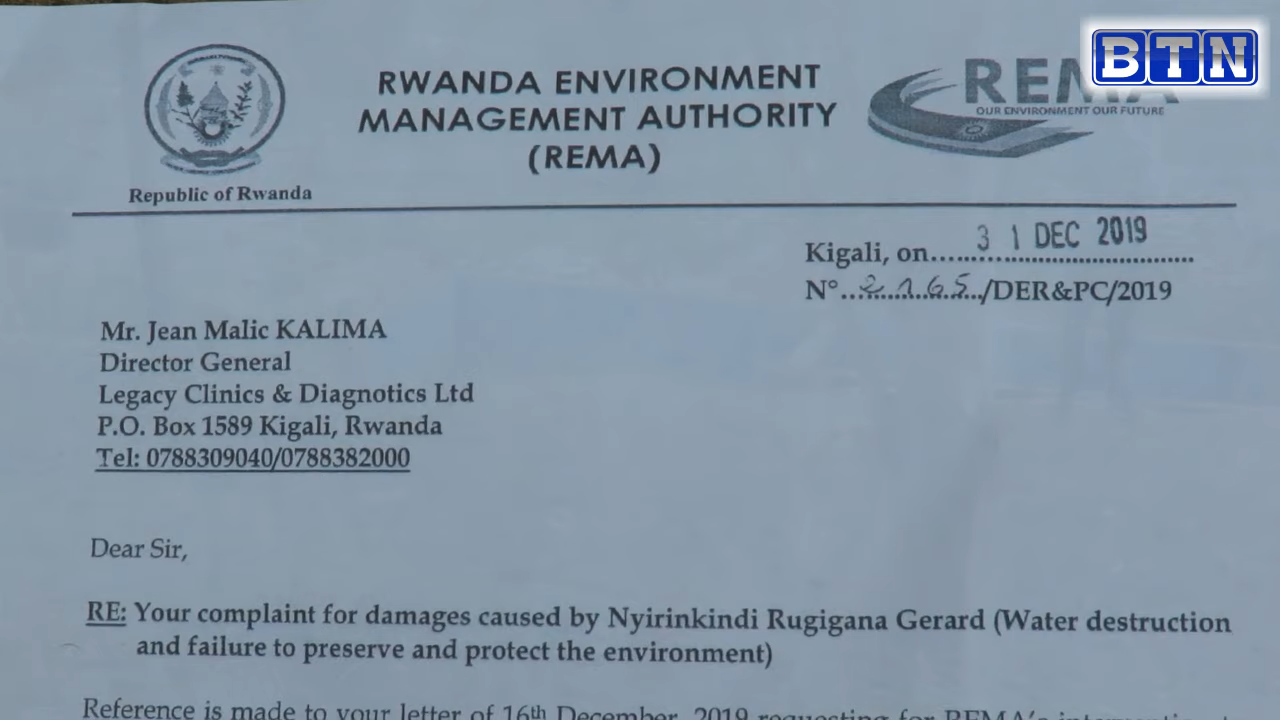 BTN
RWANDA ENVIRONMENT
MANAGEMENT AUTHORITY
(REMA)
OUR ENVIRONMENT OUR FUTURE
Republic of Rwanda
Kigali, on.....31 DEC 2019.....
N°...2165.../DER&PC/2019
Mr. Jean Malic KALIMA
Director General
Legacy Clinics & Diagnotics Ltd
P.O. Box 1589 Kigali, Rwanda
Tel: 0788309040/0788382000
Dear Sir,
RE: Your complaint for damages caused by Nyirinkindi Rugigana Gerard (Water destruction
and failure to preserve and protect the environment)
Reference is made to your letter of 16th December, 2019 requesting for REMA's